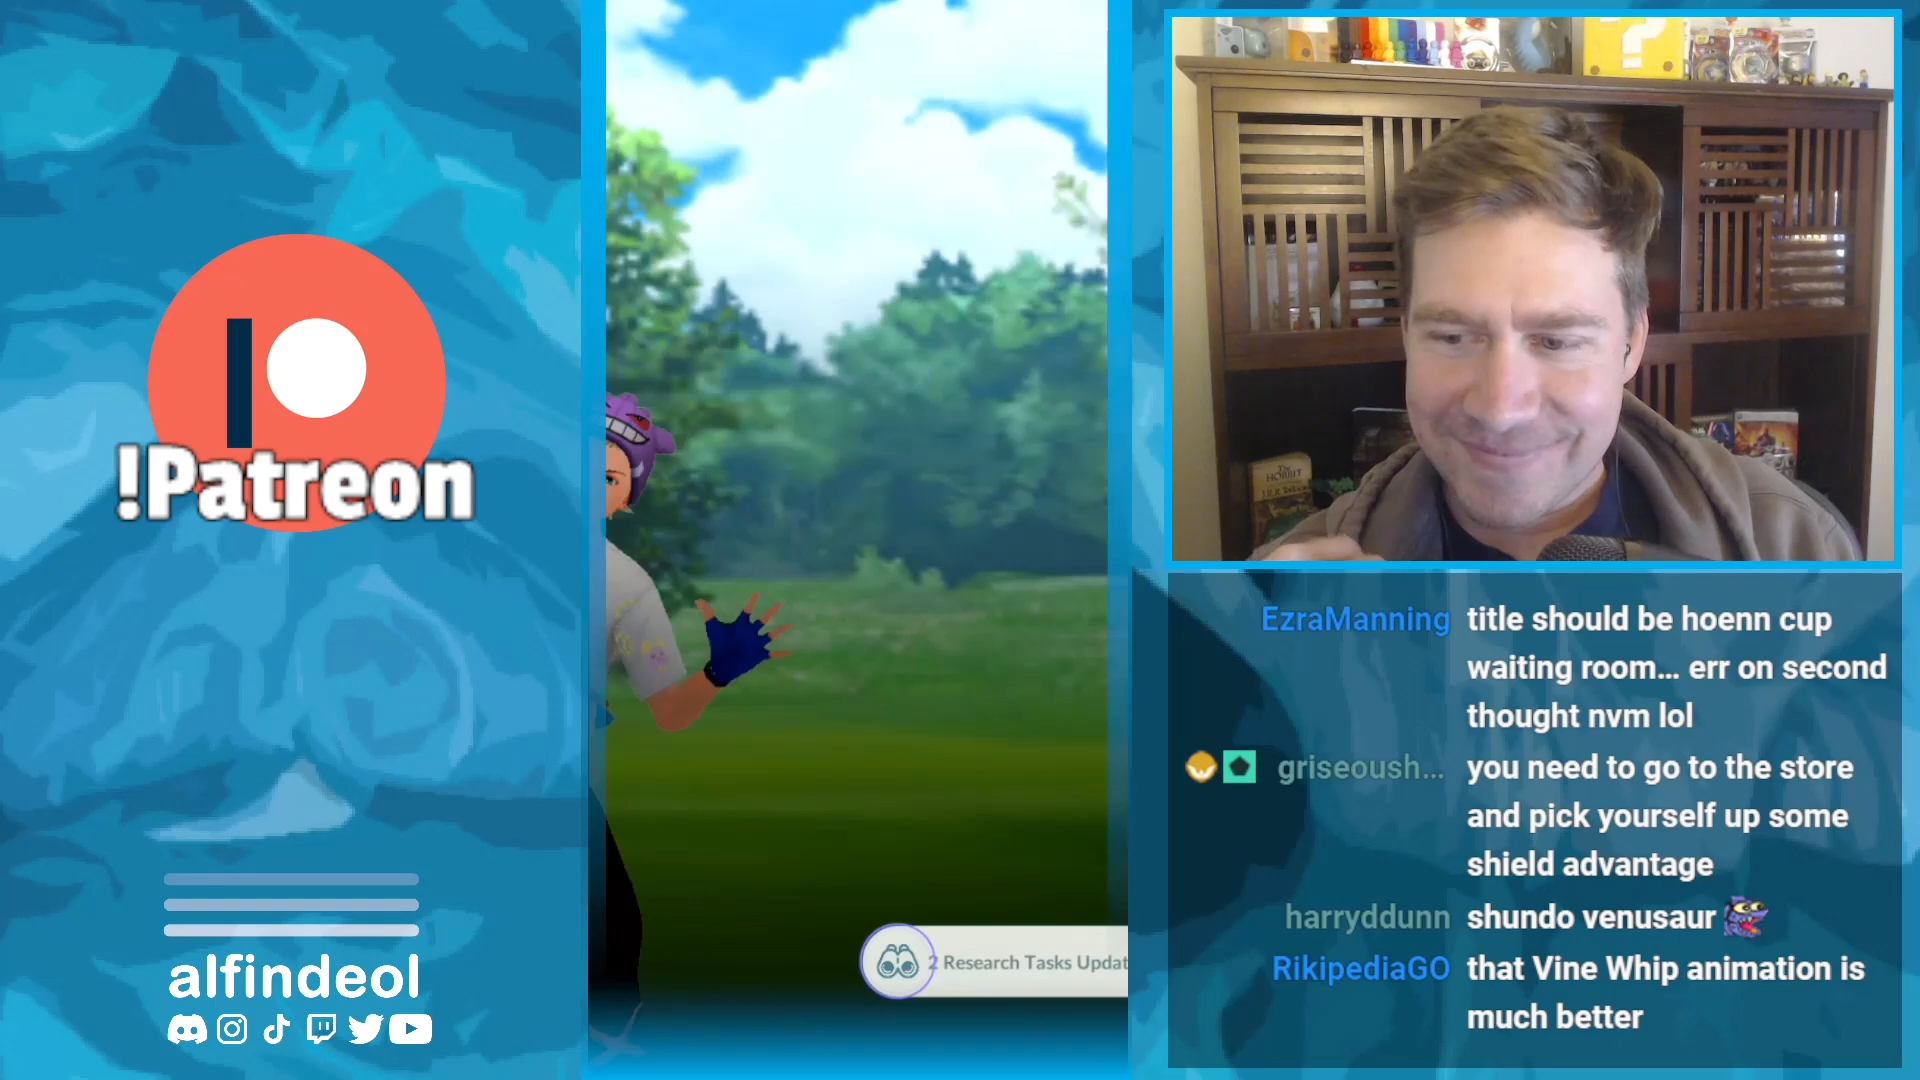 !Patreon
alfindeol
2 Research Tasks Updat
THE
HOBBIT
EzraManning title should be hoenn cup
waiting room... err on second
thought nvm lol
griseoush... you need to go to the store
and pick yourself up some
shield advantage
harryddunn shundo venusaur
RikipediaGO that Vine Whip animation is
much better